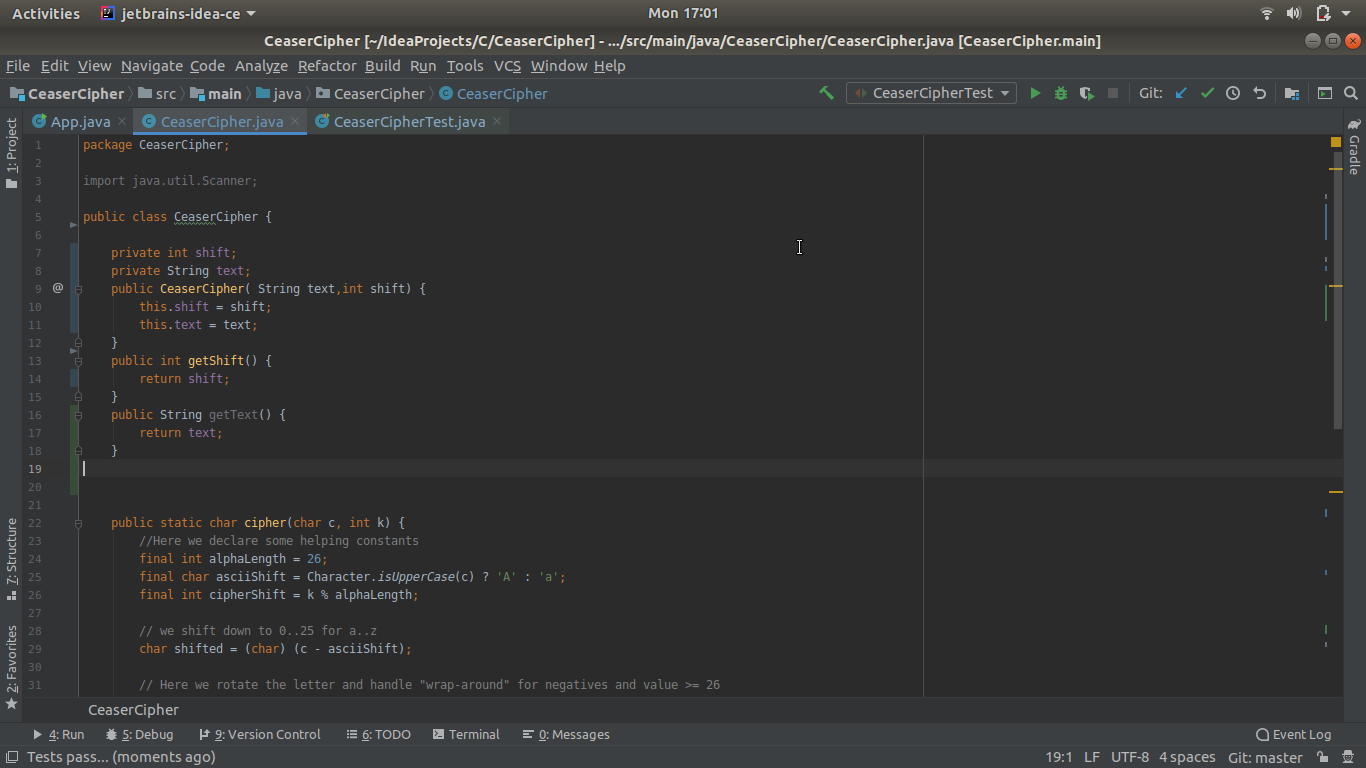 Activities jetbrains-idea-ce Mon 17:01
CeaserCipher [~/IdeaProjects/C/CeaserCipher] - .../src/main/java/CeaserCipher/CeaserCipher.java [CeaserCipher.main]
File Edit View Navigate Code Analyze Refactor Build Run Tools VCS Window Help
CeaserCipher src main java CeaserCipher CeaserCipher CeaserCipherTest Git:
App.java CeaserCipher.java CeaserCipherTest.java
1: Project
Gradle
1 package CeaserCipher;
2
3 import java.util.Scanner;
4
5 public class CeaserCipher {
6
7 private int shift;
8 private String text;
9 @ public CeaserCipher( String text,int shift) {
10 this.shift = shift;
11 this.text = text;
12 }
13 public int getShift() {
14 return shift;
15 }
16 public String getText() {
17 return text;
18 }
19
20
21
22 public static char cipher(char c, int k) {
23 //Here we declare some helping constants
24 final int alphaLength = 26;
25 final char asciiShift = Character.isUpperCase(c) ? 'A' : 'a';
26 final int cipherShift = k % alphaLength;
27
28 // we shift down to 0..25 for a..z
29 char shifted = (char) (c - asciiShift);
30
31 // Here we rotate the letter and handle "wrap-around" for negatives and value >= 26
7: Structure
2: Favorites
CeaserCipher
4: Run 5: Debug 9: Version Control 6: TODO Terminal 0: Messages Event Log
Tests pass... (moments ago) 19:1 LF UTF-8 4 spaces Git: master